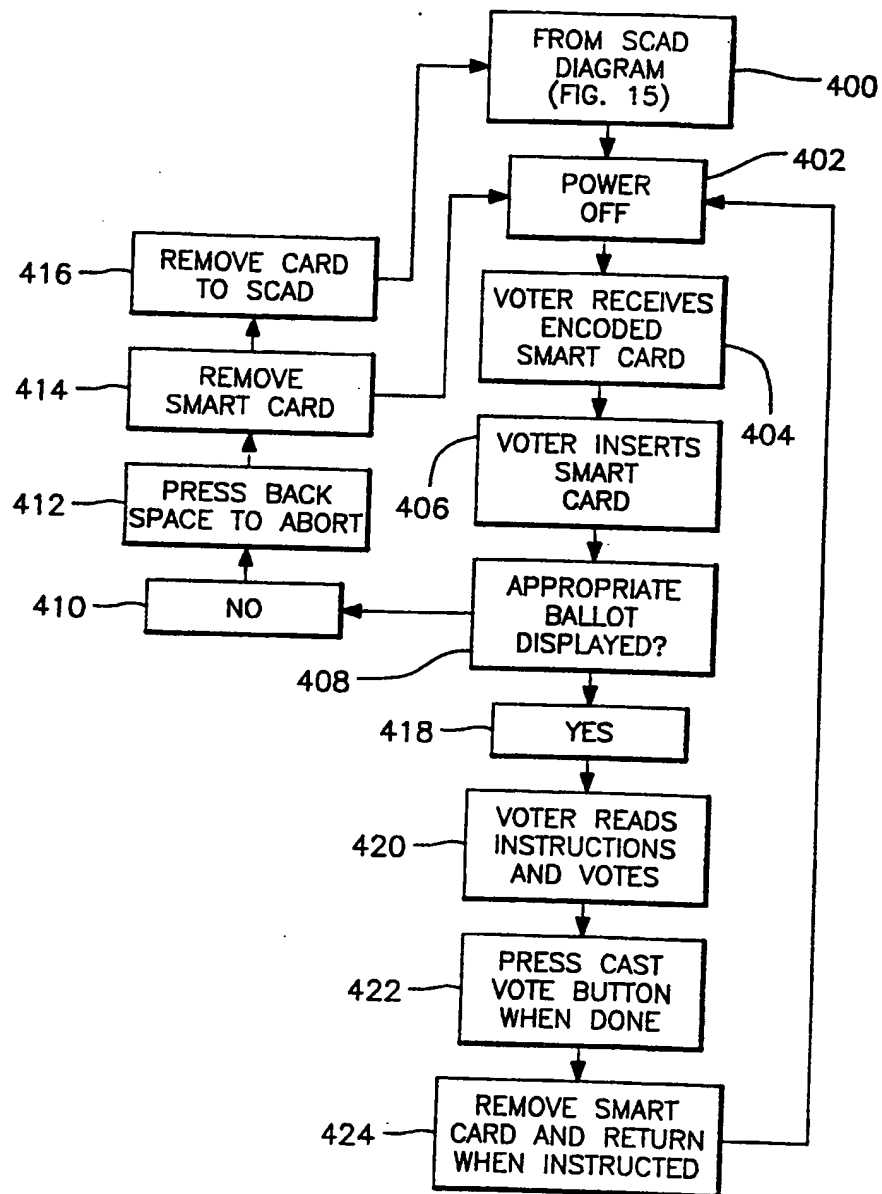 FROM SCAD
DIAGRAM
(FIG. 15)
400
402
POWER
OFF
416
REMOVE CARD
TO SCAD
VOTER RECEIVES
ENCODED
SMART CARD
404
414
REMOVE
SMART CARD
406
VOTER INSERTS
SMART
CARD
412
PRESS BACK
SPACE TO ABORT
410
NO
APPROPRIATE
BALLOT
DISPLAYED?
408
418
YES
420
VOTER READS
INSTRUCTIONS
AND VOTES
422
PRESS CAST
VOTE BUTTON
WHEN DONE
424
REMOVE SMART
CARD AND RETURN
WHEN INSTRUCTED